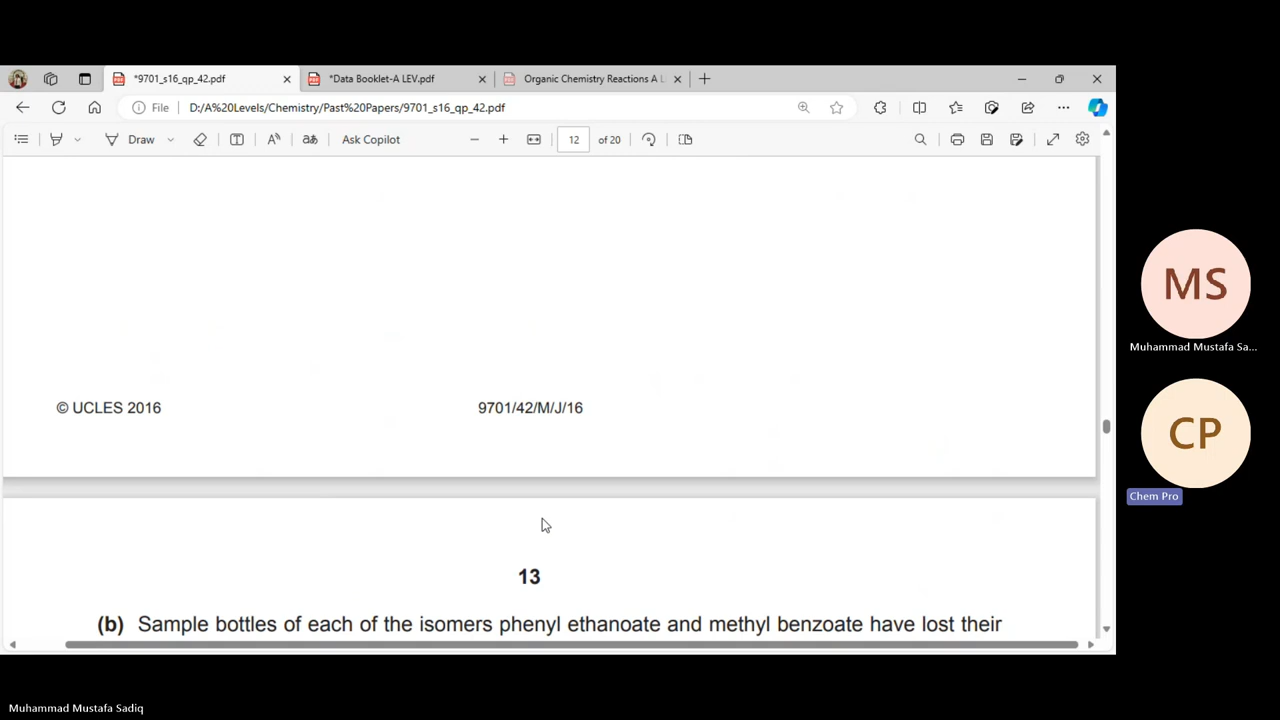 *9701_s16_qp_42.pdf
*Data Booklet-A LEV.pdf
Organic Chemistry Reactions A L
File
D:/A%20Levels/Chemistry/Past%20Papers/9701_s16_qp_42.pdf
Draw
aあ
Ask Copilot
12
of 20
© UCLES 2016
9701/42/M/J/16
13
(b) Sample bottles of each of the isomers phenyl ethanoate and methyl benzoate have lost their
MS
Muhammad Mustafa Sa...
CP
Chem Pro
Muhammad Mustafa Sadiq